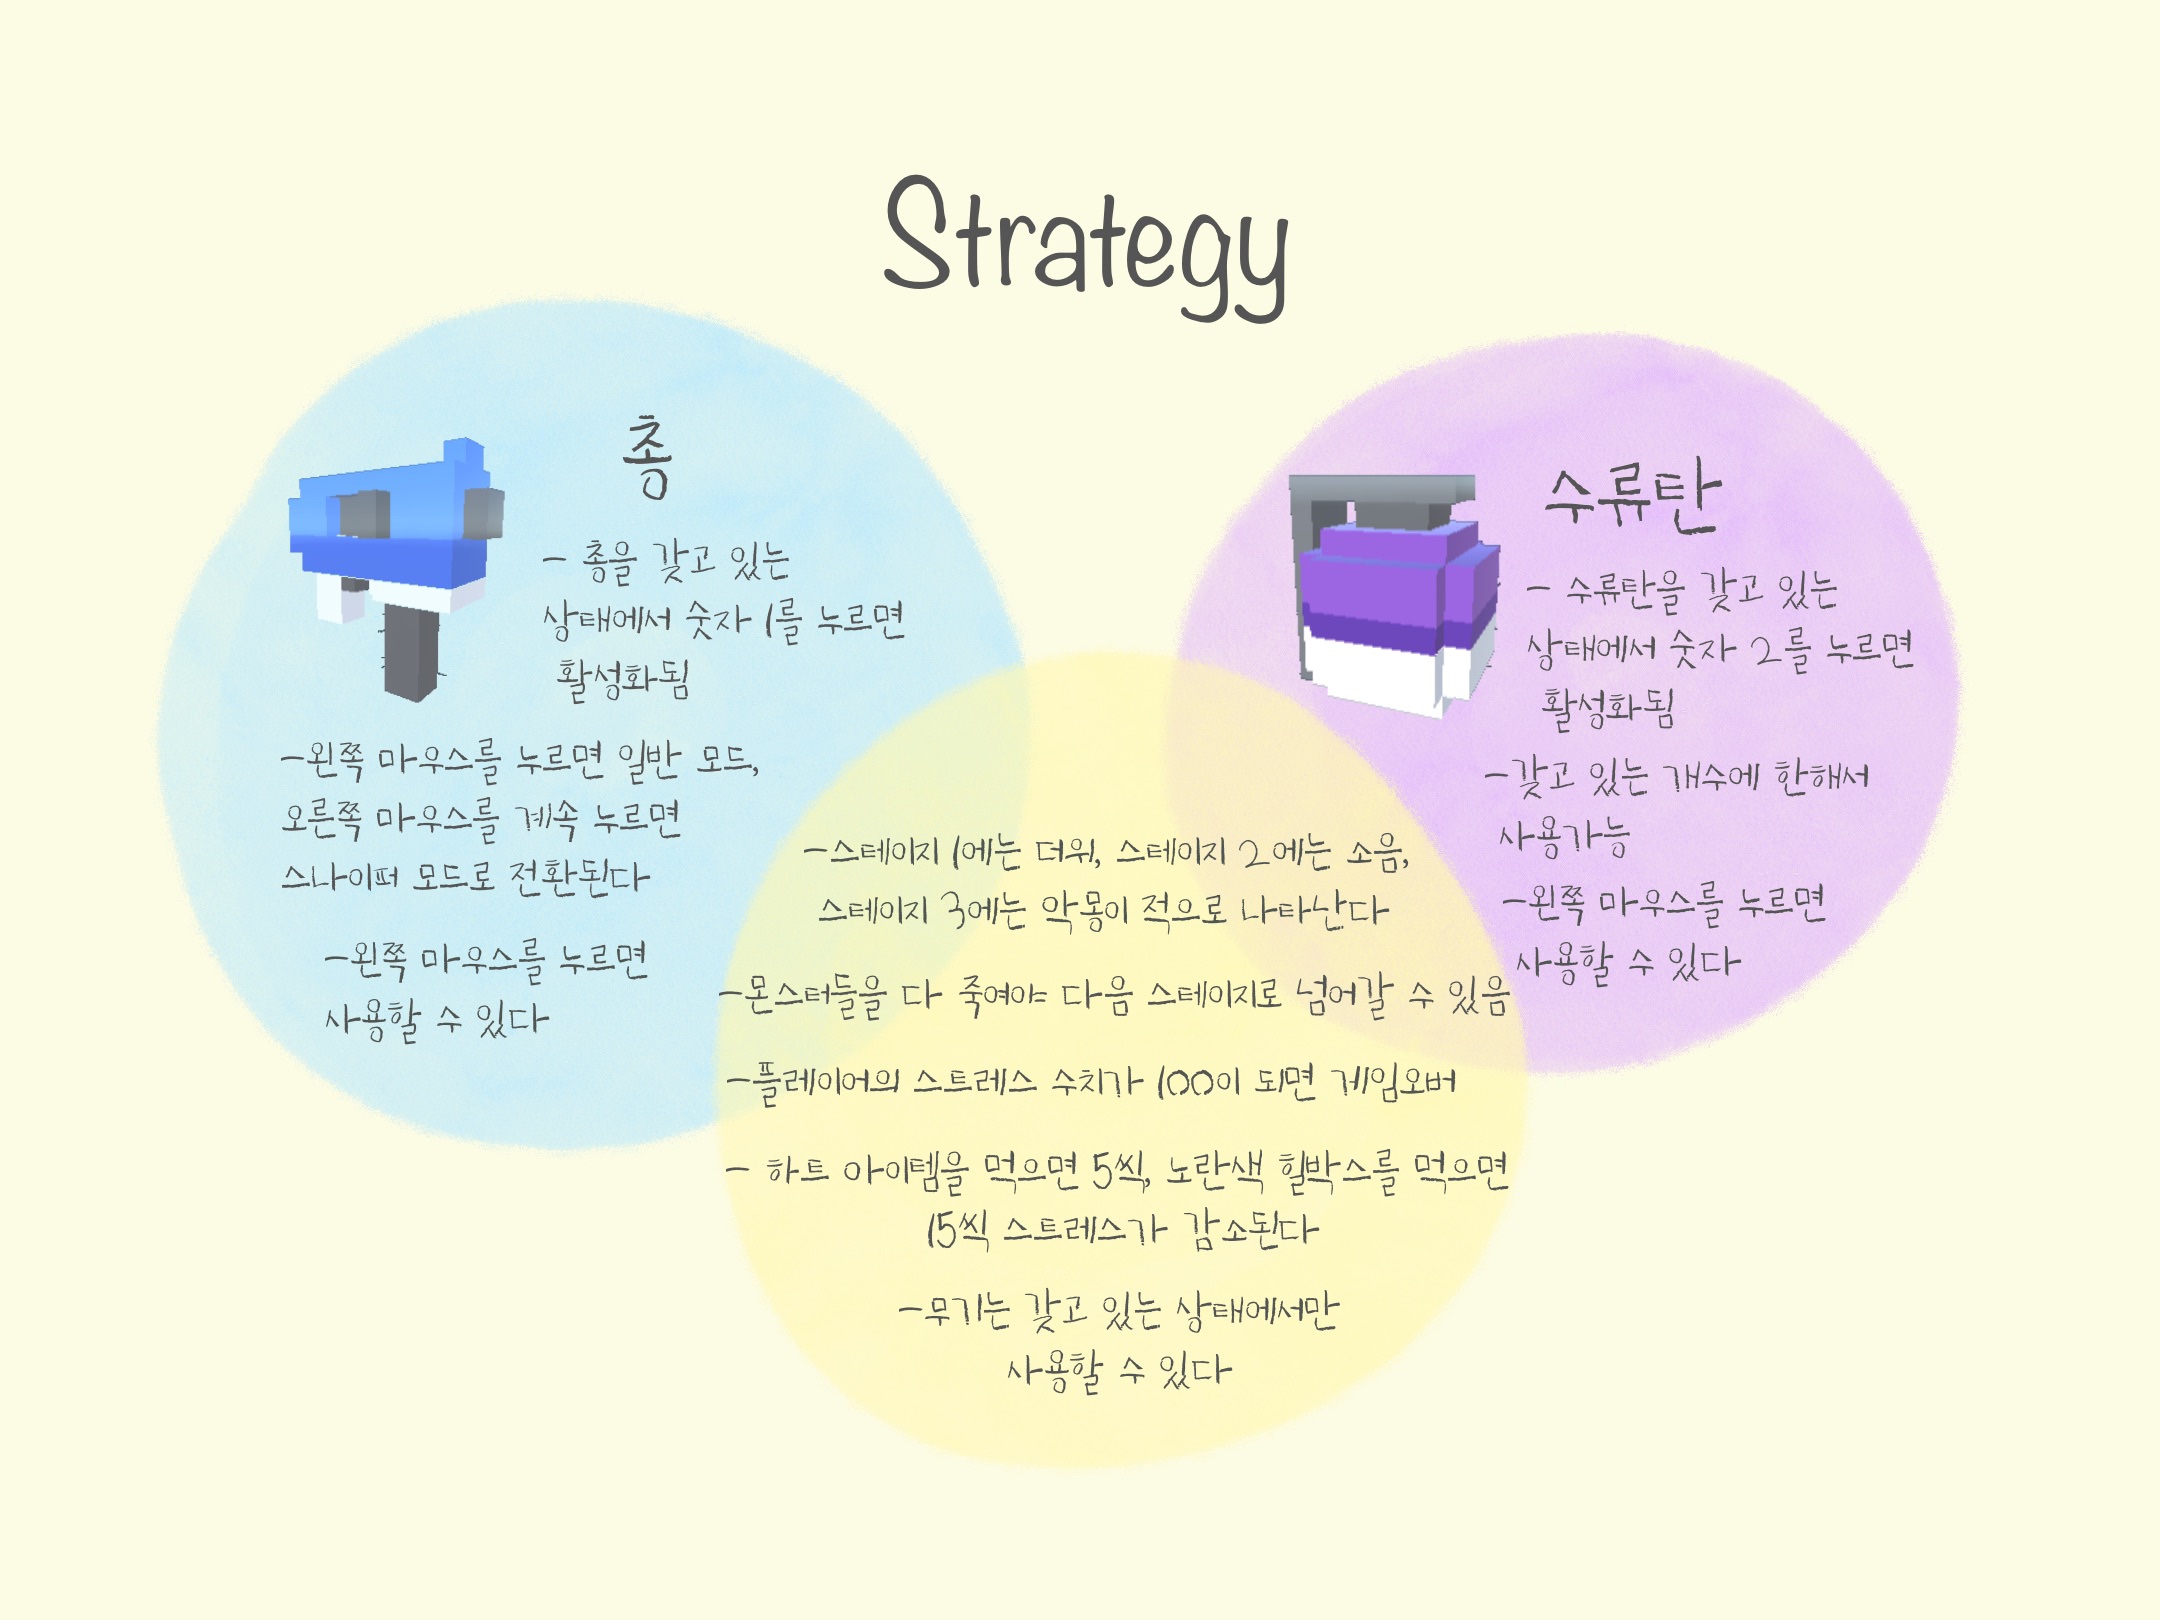 Strategy
총
- 총을 갖고 있는
상태에서 숫자 1를 누르면
활성화됨
-왼쪽 마우스를 누르면 일반 모드,
오른쪽 마우스를 계속 누르면
스나이퍼 모드로 전환된다
-왼쪽 마우스를 누르면
사용할 수 있다
수류탄
- 수류탄을 갖고 있는
상태에서 숫자 2를 누르면
활성화됨
-갖고 있는 개수에 한해서
사용가능
-왼쪽 마우스를 누르면
사용할 수 있다
-스테이지 1에는 더위, 스테이지 2에는 소음,
스테이지 3에는 악몽이 적으로 나타난다
-몬스터들을 다 죽여야 다음 스테이지로 넘어갈 수 있음
-플레이어의 스트레스 수치가 100이 되면 게임오버
- 하트 아이템을 먹으면 5씩, 노란색 힐박스를 먹으면
15씩 스트레스가 감소된다
-무기는 갖고 있는 상태에서만
사용할 수 있다